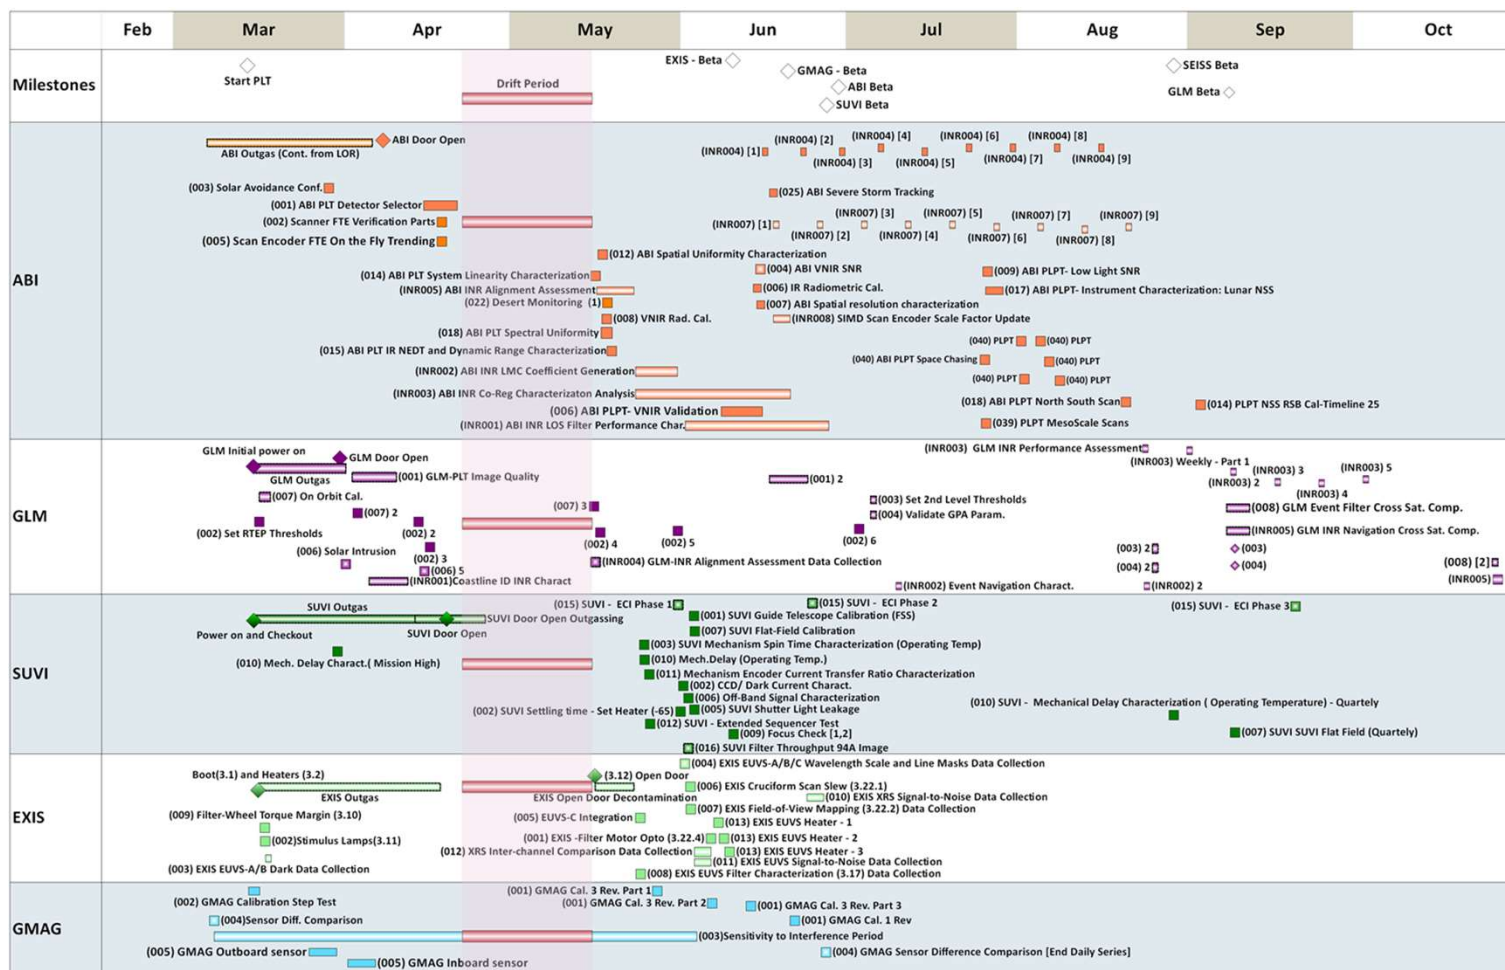 Feb Mar Apr May Jun Jul Aug Sep Oct
Milestones
Start PLT
Drift Period
EXIS - Beta
GMAG - Beta
ABI Beta
SUVI Beta
SEISS Beta
GLM Beta
ABI
ABI Outgas (Cont. from LOR)
ABI Door Open
(003) Solar Avoidance Conf.
(001) ABI PLT Detector Selector
(002) Scanner FTE Verification Parts
(005) Scan Encoder FTE On the Fly Trending
(INR004) [1]
(INR004) [2]
(INR004) [3]
(INR004) [4]
(INR004) [5]
(INR004) [6]
(INR004) [7]
(INR004) [8]
(INR004) [9]
(025) ABI Severe Storm Tracking
(INR007) [1]
(INR007) [2]
(INR007) [3]
(INR007) [4]
(INR007) [5]
(INR007) [6]
(INR007) [7]
(INR007) [8]
(INR007) [9]
(012) ABI Spatial Uniformity Characterization
(014) ABI PLT System Linearity Characterization
(INR005) ABI INR Alignment Assessment
(022) Desert Monitoring (1)
(008) VNIR Rad. Cal.
(018) ABI PLT Spectral Uniformity
(015) ABI PLT IR NEDT and Dynamic Range Characterization
(INR002) ABI INR LMC Coefficient Generation
(INR003) ABI INR Co-Reg Characterizaton Analysis
(006) ABI PLPT- VNIR Validation
(INR001) ABI INR LOS Filter Performance Char.
(004) ABI VNIR SNR
(006) IR Radiometric Cal.
(007) ABI Spatial resolution characterization
(INR008) SIMD Scan Encoder Scale Factor Update
(009) ABI PLPT- Low Light SNR
(017) ABI PLPT- Instrument Characterization: Lunar NSS
(040) PLPT
(040) PLPT
(040) ABI PLPT Space Chasing
(040) PLPT
(040) PLPT
(040) PLPT
(018) ABI PLPT North South Scan
(014) PLPT NSS RSB Cal-Timeline 25
(039) PLPT MesoScale Scans
GLM
GLM Initial power on
GLM Door Open
GLM Outgas
(001) GLM-PLT Image Quality
(007) On Orbit Cal.
(007) 2
(002) Set RTEP Thresholds
(002) 2
(006) Solar Intrusion
(002) 3
(006) 5
(INR001)Coastline ID INR Charact
(007) 3
(002) 4
(002) 5
(INR004) GLM-INR Alignment Assessment Data Collection
(001) 2
(003) Set 2nd Level Thresholds
(004) Validate GPA Param.
(002) 6
(INR002) Event Navigation Charact.
(INR003) GLM INR Performance Assessment
(INR003) Weekly - Part 1
(INR003) 2
(INR003) 3
(INR003) 4
(INR003) 5
(008) GLM Event Filter Cross Sat. Comp.
(INR005) GLM INR Navigation Cross Sat. Comp.
(003) 2
(003)
(004) 2
(004)
(INR002) 2
(008) [2]
(INR005)
SUVI
SUVI Outgas
SUVI Door Open Outgassing
Power on and Checkout
SUVI Door Open
(010) Mech. Delay Charact.( Mission High)
(015) SUVI - ECI Phase 1
(015) SUVI - ECI Phase 2
(015) SUVI - ECI Phase 3
(001) SUVI Guide Telescope Calibration (FSS)
(007) SUVI Flat-Field Calibration
(003) SUVI Mechanism Spin Time Characterization (Operating Temp)
(010) Mech.Delay (Operating Temp.)
(011) Mechanism Encoder Current Transfer Ratio Characterization
(002) CCD/ Dark Current Charact.
(006) Off-Band Signal Characterization
(002) SUVI Settling time - Set Heater (-65)
(005) SUVI Shutter Light Leakage
(012) SUVI - Extended Sequencer Test
(009) Focus Check [1,2]
(016) SUVI Filter Throughput 94A Image
(010) SUVI - Mechanical Delay Characterization ( Operating Temperature) - Quartely
(007) SUVI SUVI Flat Field (Quartely)
EXIS
Boot(3.1) and Heaters (3.2)
EXIS Outgas
(009) Filter-Wheel Torque Margin (3.10)
(002)Stimulus Lamps(3.11)
(003) EXIS EUVS-A/B Dark Data Collection
(004) EXIS EUVS-A/B/C Wavelength Scale and Line Masks Data Collection
(3.12) Open Door
(006) EXIS Cruciform Scan Slew (3.22.1)
EXIS Open Door Decontamination
(010) EXIS XRS Signal-to-Noise Data Collection
(007) EXIS Field-of-View Mapping (3.22.2) Data Collection
(005) EUVS-C Integration
(013) EXIS EUVS Heater - 1
(001) EXIS -Filter Motor Opto (3.22.4)
(013) EXIS EUVS Heater - 2
(012) XRS Inter-channel Comparison Data Collection
(013) EXIS EUVS Heater - 3
(011) EXIS EUVS Signal-to-Noise Data Collection
(008) EXIS EUVS Filter Characterization (3.17) Data Collection
GMAG
(002) GMAG Calibration Step Test
(004)Sensor Diff. Comparison
(005) GMAG Outboard sensor
(005) GMAG Inboard sensor
(001) GMAG Cal. 3 Rev. Part 1
(001) GMAG Cal. 3 Rev. Part 2
(001) GMAG Cal. 3 Rev. Part 3
(001) GMAG Cal. 1 Rev
(003)Sensitivity to Interference Period
(004) GMAG Sensor Difference Comparison [End Daily Series]